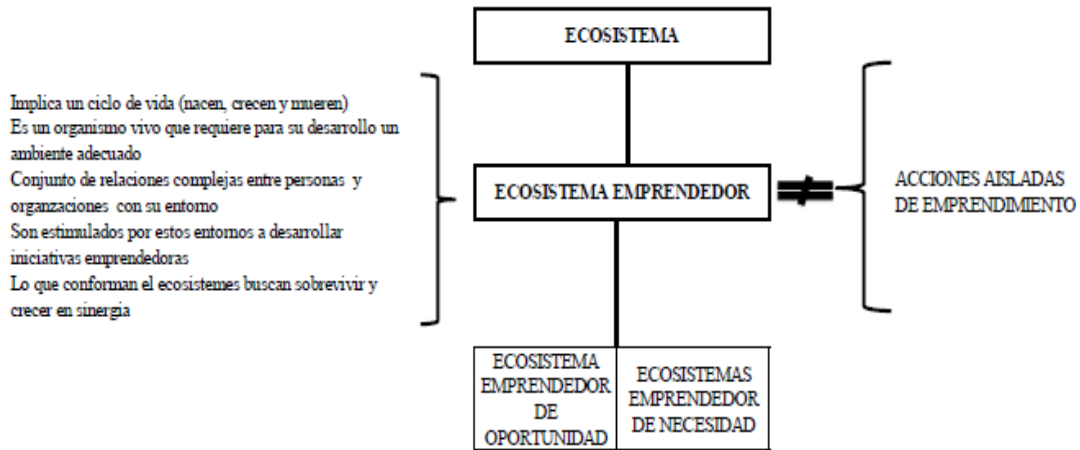 ECOSISTEMA
Implica un ciclo de vida (nacen, crecen y mueren)
Es un organismo vivo que requiere para su desarrollo un
ambiente adecuado
Conjunto de relaciones complejas entre personas y
organzaciones con su entorno
Son estimulados por estos entornos a desarrollar
iniciativas emprendedoras
Lo que conforman el ecosistemes buscan sobrevivir y
crecer en sinergia
ECOSISTEMA EMPRENDEDOR
≠
ACCIONES AISLADAS
DE EMPRENDIMIENTO
ECOSISTEMA
EMPRENDEDOR
DE
OPORTUNIDAD
ECOSISTEMAS
EMPRENDEDOR
DE NECESIDAD